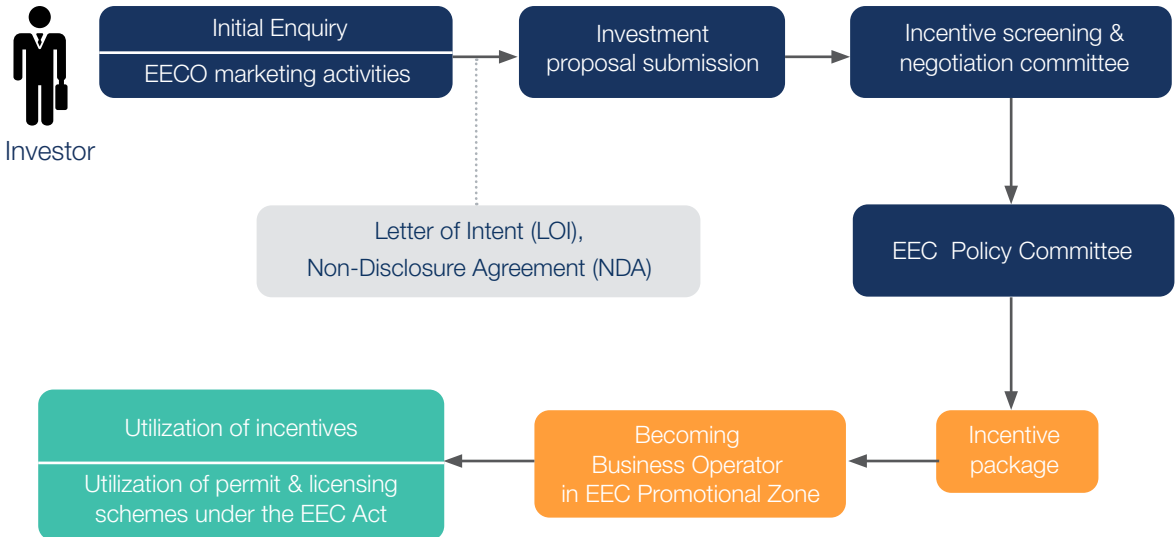 Investor
Initial Enquiry
EECO marketing activities
Investment
proposal submission
Incentive screening &
negotiation committee
Letter of Intent (LOI),
Non-Disclosure Agreement (NDA)
EEC Policy Committee
Incentive
package
Becoming
Business Operator
in EEC Promotional Zone
Utilization of incentives
Utilization of permit & licensing
schemes under the EEC Act